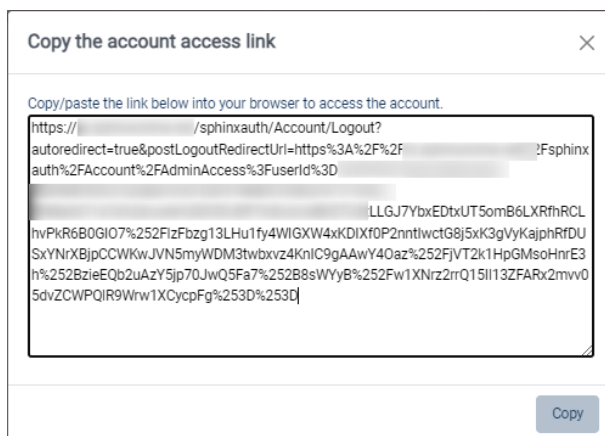 Copy the account access link
Copy/paste the link below into your browser to access the account.
https:// /sphinxauth/Account/Logout?
autoredirect=true&postLogoutRedirectUrl=https%3A%2F%2F 2Fsphinx
auth%2FAccount%2FAdminAccess%3FuserId%3D
LLGJ7YbxEDtxUT5omB6LXRfhRCL
hvPkR6B0GIO7%252FIzFbzg13LHu1fy4WIGXW4xKDIXf0P2nntIwctG8j5xK3gVyKajphRfDU
SxYNrXBjpCCWKwJVN5myWDM3twbxvz4KnIC9gAAwY4Oaz%252FjVT2k1HpGMsoHnrE3
h%252BzieEQb2uAzY5jp70JwQ5Fa7%252B8sWYyB%252Fw1XNrz2rrQ15II13ZFARx2mvv0
5dvZCWPQIR9Wrw1XCycpFg%253D%253D
Copy